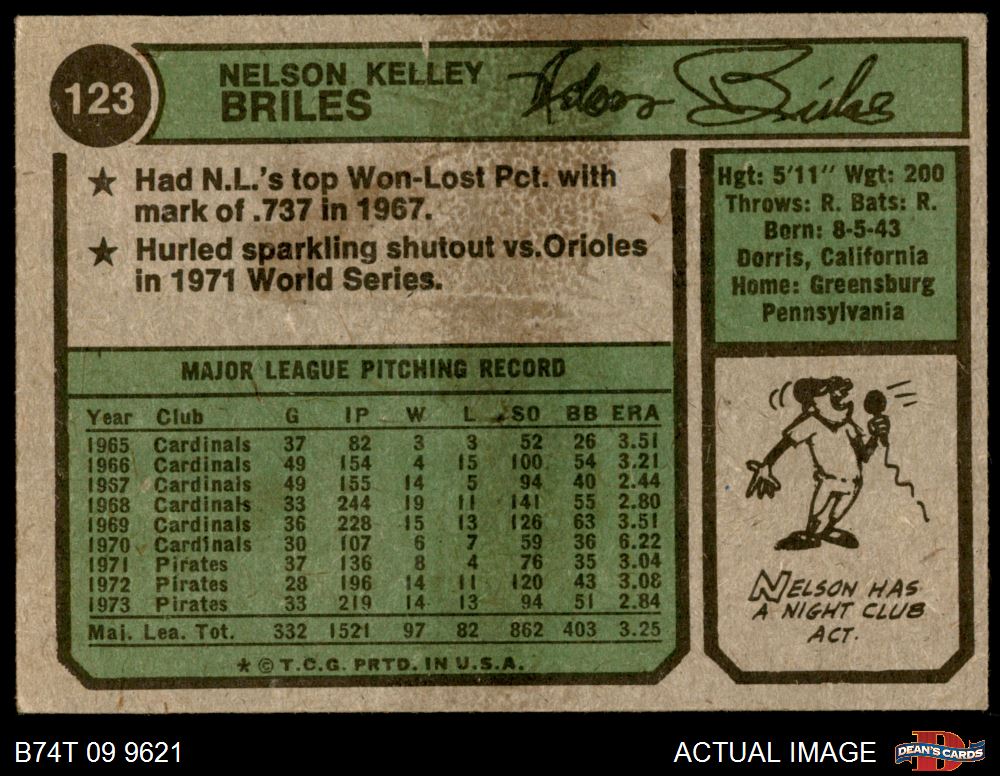 123
NELSON KELLEY
BRILES
Nelson Briles
★ Had N.L.'s top Won-Lost Pct. with
mark of .737 in 1967.
★ Hurled sparkling shutout vs.Orioles
in 1971 World Series.
Hgt: 5'11" Wgt: 200
Throws: R. Bats: R.
Born: 8-5-43
Dorris, California
Home: Greensburg
Pennsylvania
MAJOR LEAGUE PITCHING RECORD
Year Club G IP W L SO BB ERA
1965 Cardinals 37 82 3 3 52 26 3.51
1966 Cardinals 49 154 4 15 100 54 3.21
1967 Cardinals 49 155 14 5 94 40 2.44
1968 Cardinals 33 244 19 11 141 55 2.80
1969 Cardinals 36 228 15 13 126 63 3.51
1970 Cardinals 30 107 6 7 59 36 6.22
1971 Pirates 37 136 8 4 76 35 3.04
1972 Pirates 28 196 14 11 120 43 3.08
1973 Pirates 33 219 14 13 94 51 2.84
Maj. Lea. Tot. 332 1521 97 82 862 403 3.25
★ © T.C.G. PRTD. IN U.S.A.
NELSON HAS
A NIGHT CLUB
ACT.
B74T 09 9621
ACTUAL IMAGE
DEAN'S CARDS